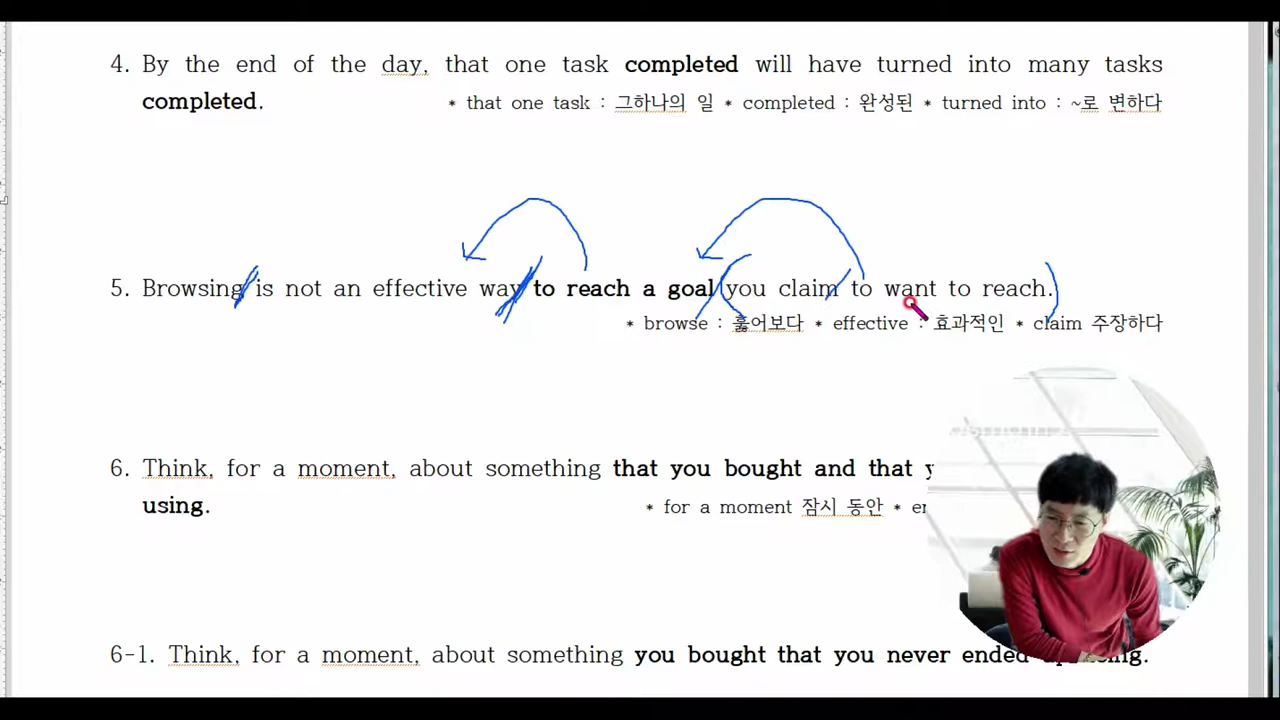 4. By the end of the day, that one task completed will have turned into many tasks
completed. * that one task : 그하나의 일 * completed : 완성된 * turned into : ~로 변하다
5. Browsing is not an effective way to reach a goal you claim to want to reach.
* browse : 훑어보다 * effective : 효과적인 * claim 주장하다
6. Think, for a moment, about something that you bought and that
using. * for a moment 잠시 동안 *
6-1. Think, for a moment, about something you bought that you never ended up using.